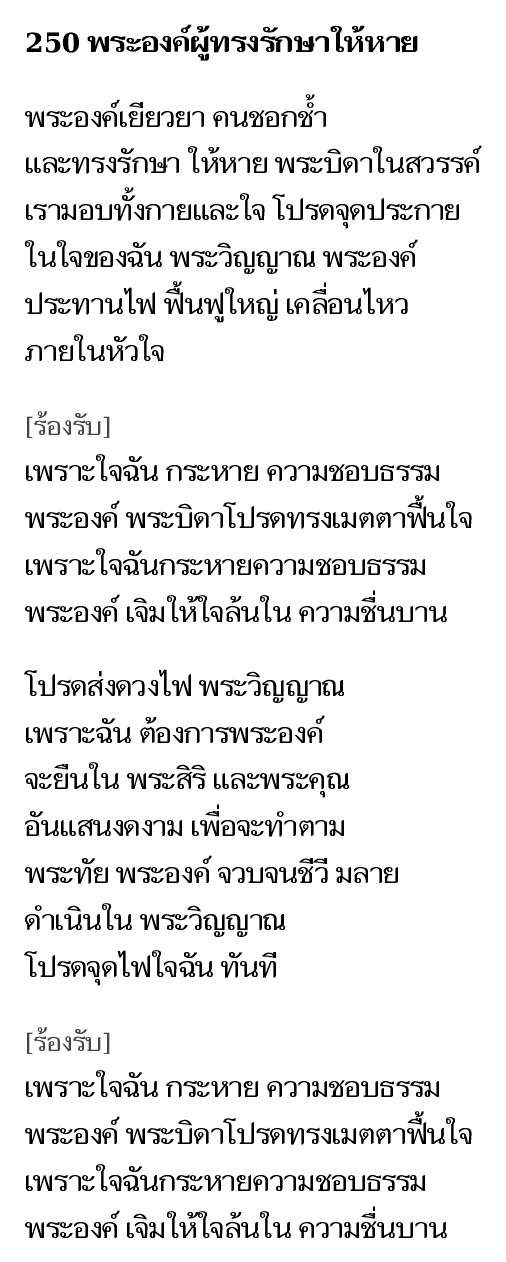 250 พระองค์ผู้ทรงรักษาให้หาย
พระองค์เยียวยา คนชอกช้ำ
และทรงรักษา ให้หาย พระบิดาในสวรรค์
เรามอบทั้งกายและใจ โปรดจุดประกาย
ในใจของฉัน พระวิญญาณ พระองค์
ประทานไฟ ฟื้นฟูใหญ่ เคลื่อนไหว
ภายในหัวใจ
[ร้องรับ]
เพราะใจฉัน กระหาย ความชอบธรรม
พระองค์ พระบิดาโปรดทรงเมตตาฟื้นใจ
เพราะใจฉันกระหายความชอบธรรม
พระองค์ เจิมให้ใจล้นใน ความชื่นบาน
โปรดส่งดวงไฟ พระวิญญาณ
เพราะฉัน ต้องการพระองค์
จะยืนใน พระสิริ และพระคุณ
อันแสนงดงาม เพื่อจะทำตาม
พระทัย พระองค์ จวบจนชีวี มลาย
ดำเนินใน พระวิญญาณ
โปรดจุดไฟใจฉัน ทันที
[ร้องรับ]
เพราะใจฉัน กระหาย ความชอบธรรม
พระองค์ พระบิดาโปรดทรงเมตตาฟื้นใจ
เพราะใจฉันกระหายความชอบธรรม
พระองค์ เจิมให้ใจล้นใน ความชื่นบาน